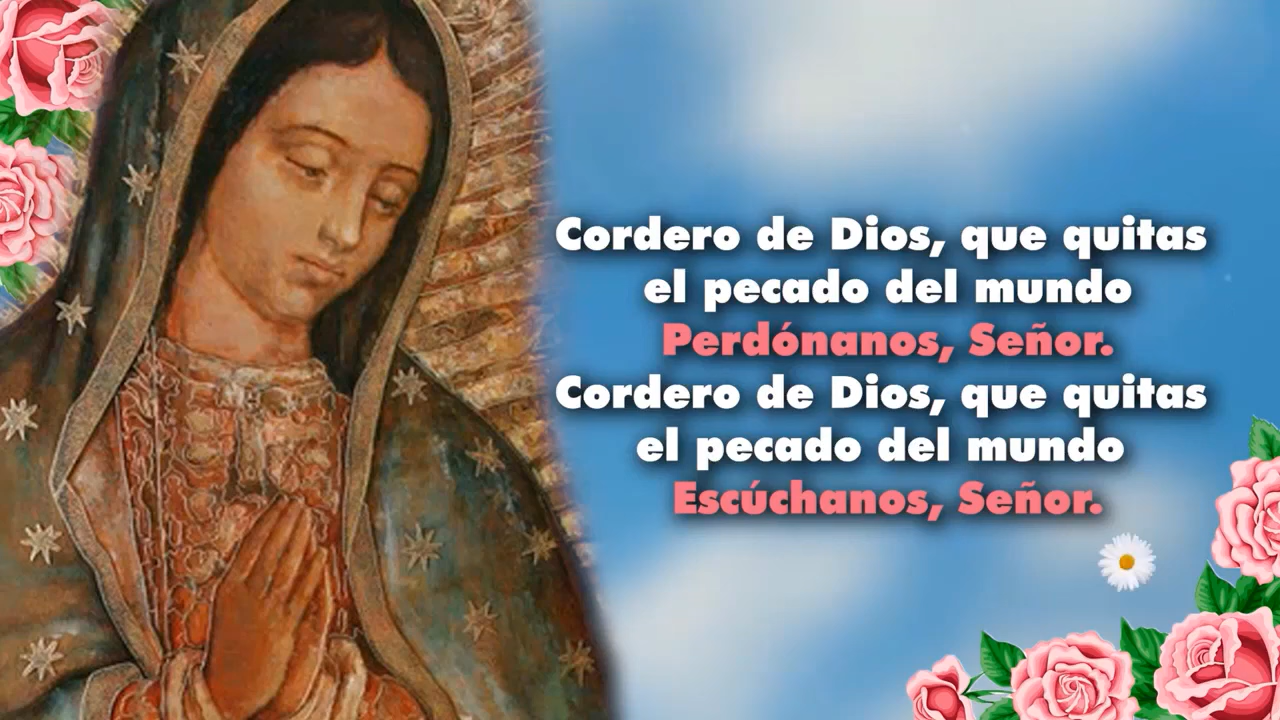 Cordero de Dios, que quitas
el pecado del mundo
Perdónanos, Señor.
Cordero de Dios, que quitas
el pecado del mundo
Escúchanos, Señor.